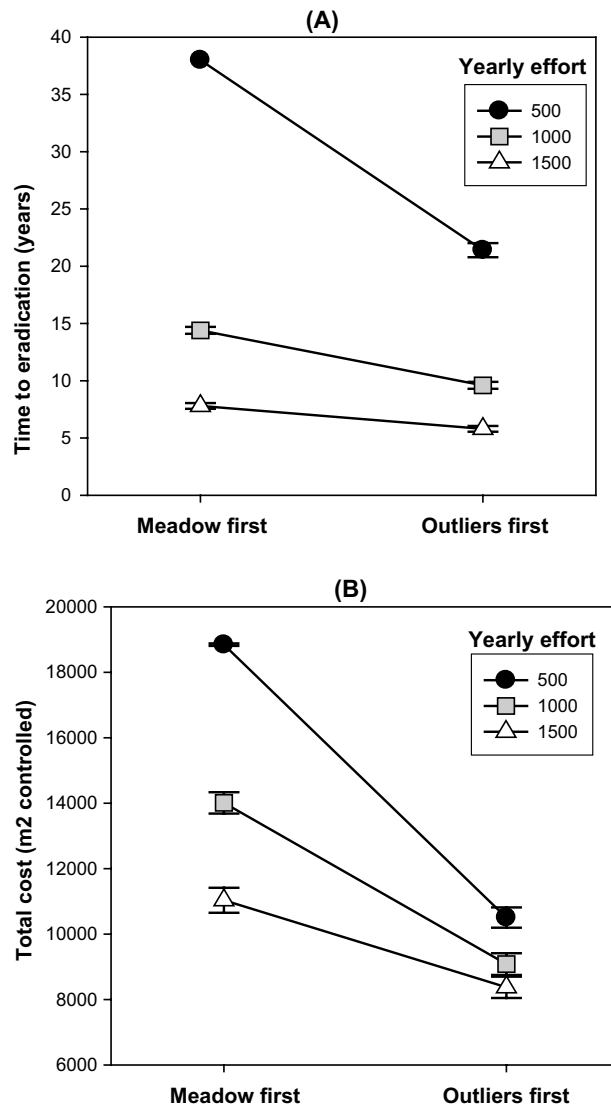 (A)
40
35
30
25
20
15
10
5
0
Time to eradication (years)
Yearly effort
500
1000
1500
Meadow first
Outliers first
(B)
20000
18000
16000
14000
12000
10000
8000
6000
Total cost (m2 controlled)
Yearly effort
500
1000
1500
Meadow first
Outliers first